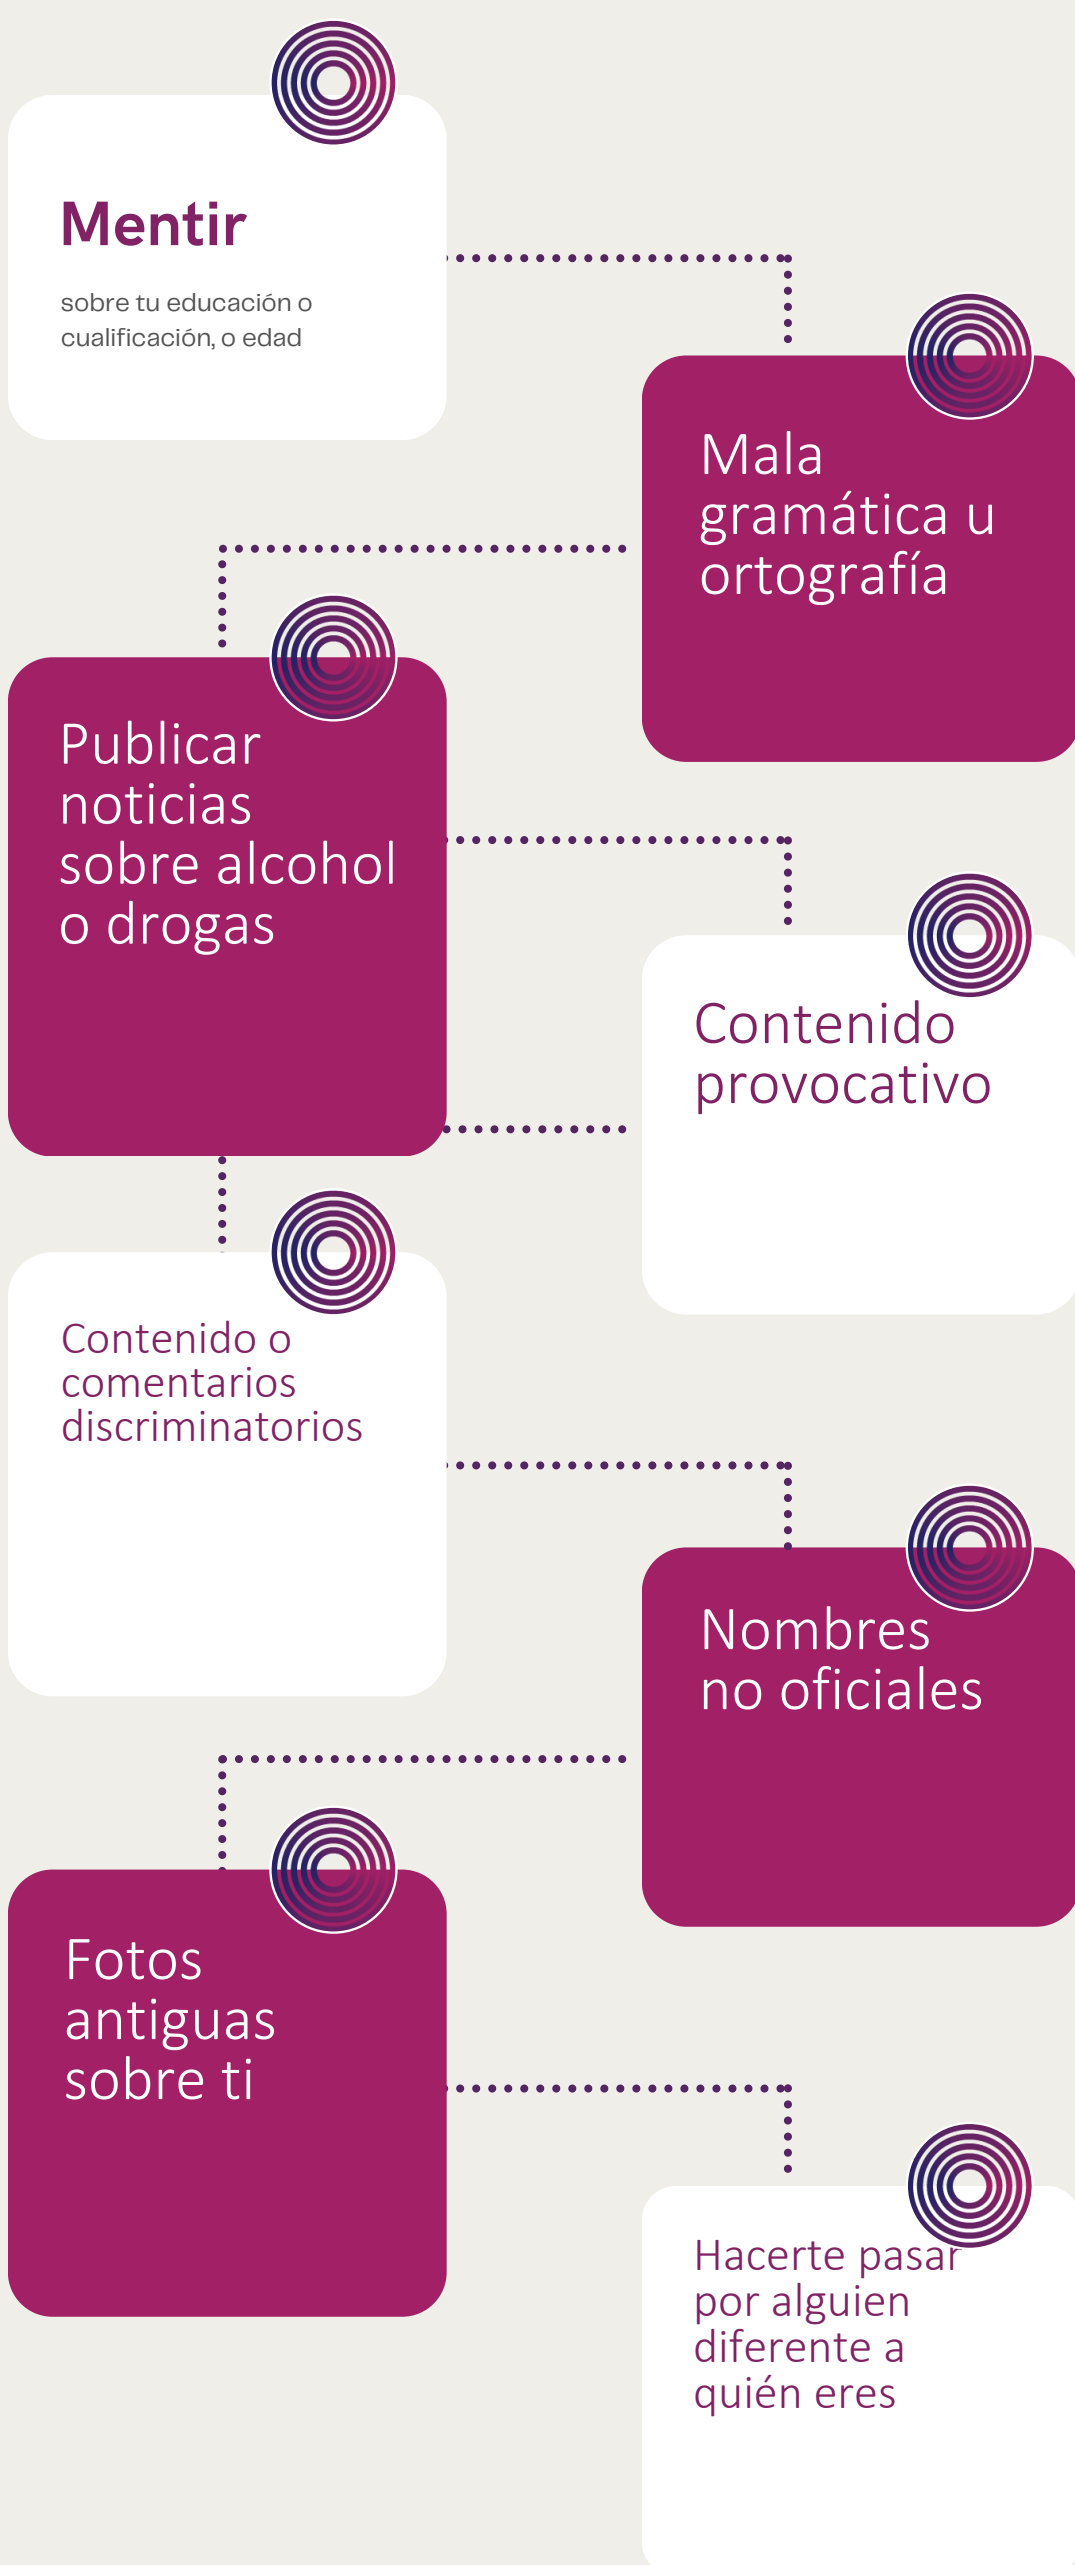 Mentir
sobre tu educación o
cualificación, o edad
Mala
gramática u
ortografía
Publicar
noticias
sobre alcohol
o drogas
Contenido
provocativo
Contenido o
comentarios
discriminatorios
Nombres
no oficiales
Fotos
antiguas
sobre ti
Hacerte pasar
por alguien
diferente a
quién eres